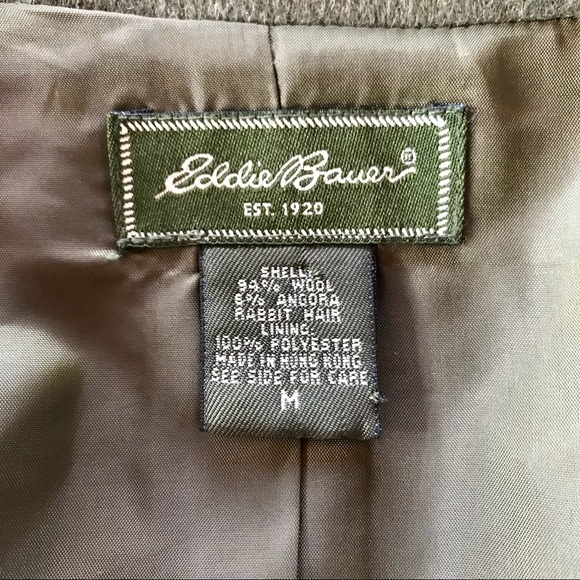 Eddie Bauer®
EST. 1920
SHELL:
94% WOOL
6% ANGORA
RABBIT HAIR
LINING:
100% POLYESTER
MADE IN HONG KONG
SEE SIDE FOR CARE
M